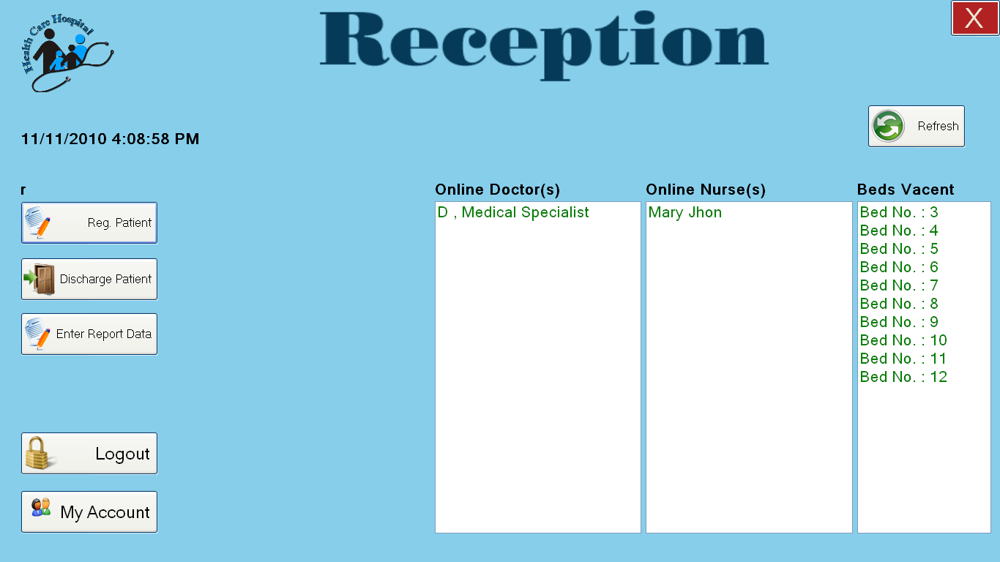 Health Care Hospital
Reception
X
Refresh
11/11/2010 4:08:58 PM
r
Reg. Patient
Discharge Patient
Enter Report Data
Logout
My Account
Online Doctor(s)
D , Medical Specialist
Online Nurse(s)
Mary Jhon
Beds Vacent
Bed No. : 3
Bed No. : 4
Bed No. : 5
Bed No. : 6
Bed No. : 7
Bed No. : 8
Bed No. : 9
Bed No. : 10
Bed No. : 11
Bed No. : 12